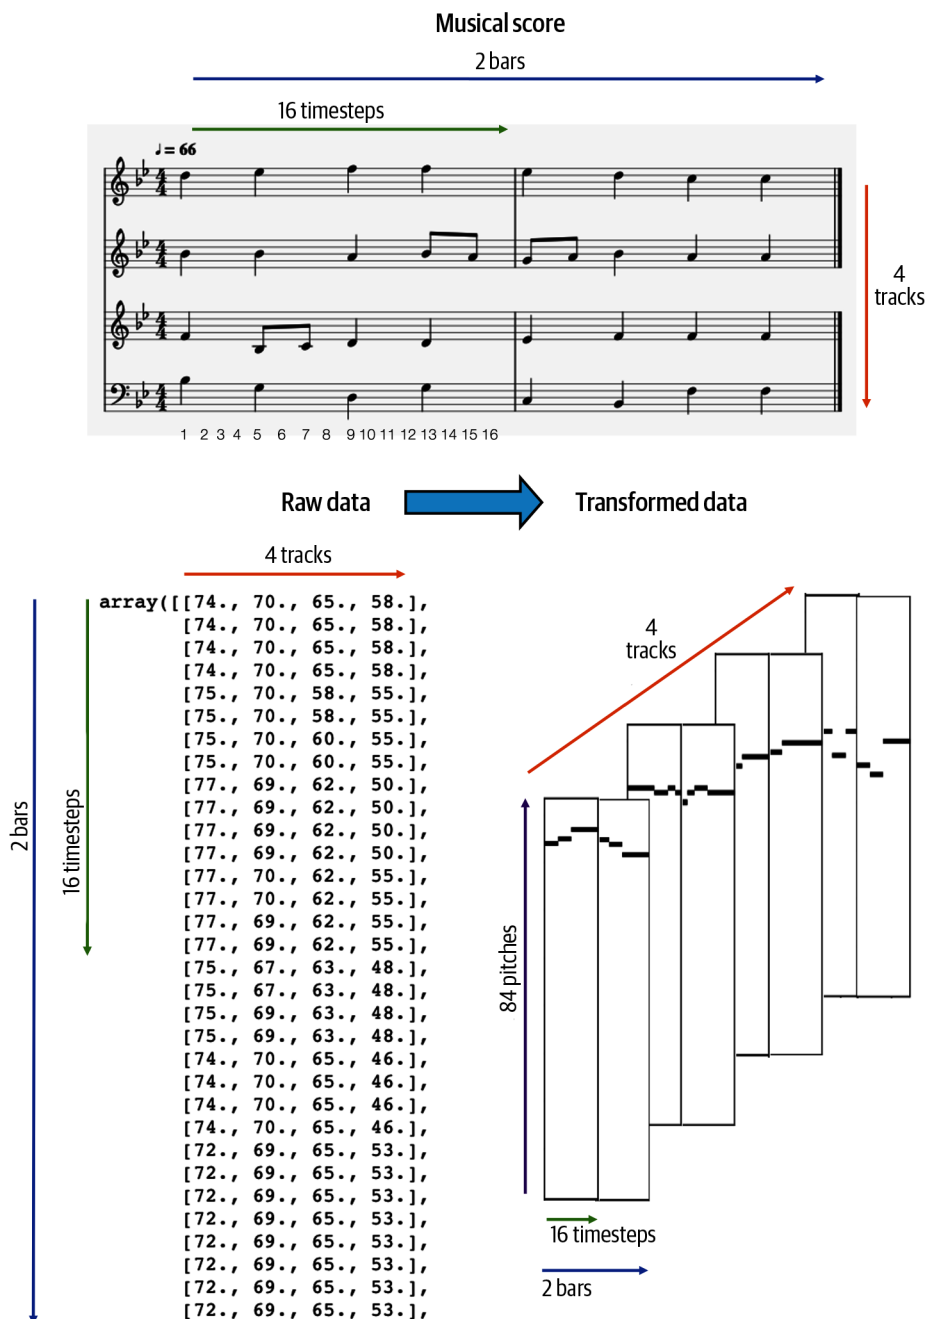 Musical score
2 bars
16 timesteps
♩= 66
4
tracks
1 2 3 4 5 6 7 8 9 10 11 12 13 14 15 16
Raw data
Transformed data
4 tracks
array([[74., 70., 65., 58.],
[74., 70., 65., 58.],
[74., 70., 65., 58.],
[74., 70., 65., 58.],
[75., 70., 58., 55.],
[75., 70., 58., 55.],
[75., 70., 60., 55.],
[75., 70., 60., 55.],
[77., 69., 62., 50.],
[77., 69., 62., 50.],
[77., 69., 62., 50.],
[77., 69., 62., 50.],
[77., 70., 62., 55.],
[77., 70., 62., 55.],
[77., 69., 62., 55.],
[77., 69., 62., 55.],
[75., 67., 63., 48.],
[75., 67., 63., 48.],
[75., 69., 63., 48.],
[75., 69., 63., 48.],
[74., 70., 65., 46.],
[74., 70., 65., 46.],
[74., 70., 65., 46.],
[74., 70., 65., 46.],
[72., 69., 65., 53.],
[72., 69., 65., 53.],
[72., 69., 65., 53.],
[72., 69., 65., 53.],
[72., 69., 65., 53.],
[72., 69., 65., 53.],
[72., 69., 65., 53.],
[72., 69., 65., 53.],
2 bars
16 timesteps
4
tracks
84 pitches
16 timesteps
2 bars